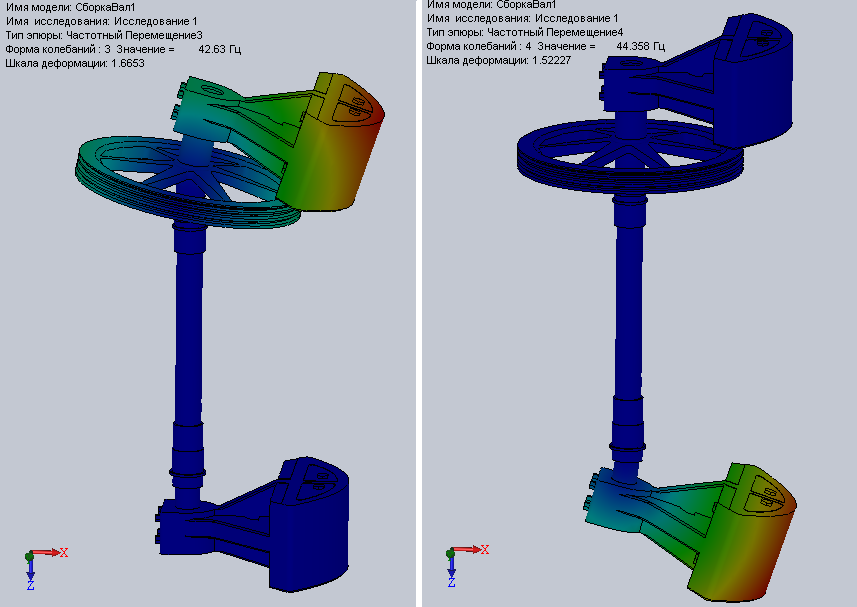 Имя модели: СборкаВал1
Имя исследования: Исследование 1
Тип эпюры: Частотный Перемещение3
Форма колебаний : 3 Значение = 42.63 Гц
Шкала деформации: 1.6653
X
Z
Имя модели: СборкаВал1
Имя исследования: Исследование 1
Тип эпюры: Частотный Перемещение4
Форма колебаний : 4 Значение = 44.358 Гц
Шкала деформации: 1.52227
X
Z